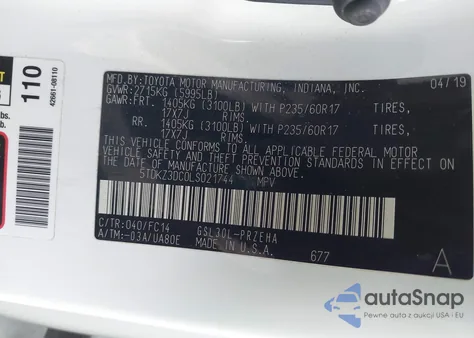 MFD.BY:TOYOTA MOTOR MANUFACTURING, INDIANA, INC. 04/19
GVWR: 2715KG (5995LB)
GAWR:FRT. 1405KG (3100LB) WITH P235/60R17 TIRES,
17X7J RIMS.
RR. 1405KG (3100LB) WITH P235/60R17 TIRES,
17X7J RIMS.
THIS VEHICLE CONFORMS TO ALL APPLICABLE FEDERAL MOTOR
VEHICLE SAFETY AND THEFT PREVENTION STANDARDS
IN EFFECT ON THE DATE OF MANUFACTURE SHOWN ABOVE.
5TDKZ3DC0LS021744 MPV
C/TR:040/FC14 GSL30L-PRZEHA
A/TM:-03A/UA80E MADE IN U.S.A.
677
A
110
42661-08110
autoSnap
Pewne auto z USA - EU